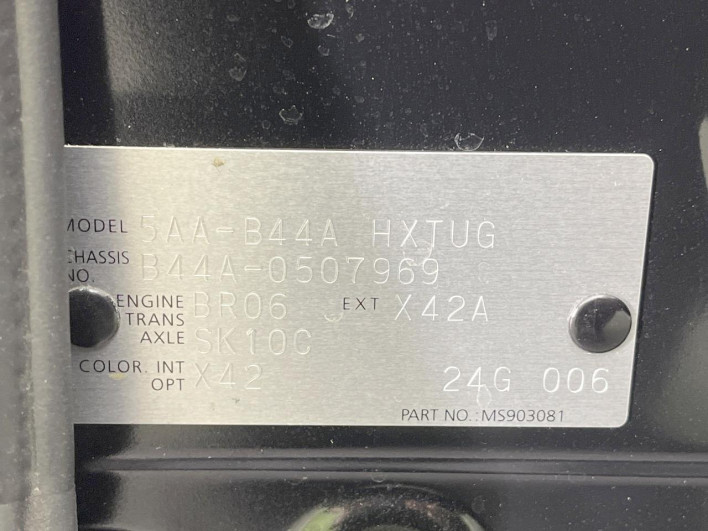 MODEL 5AA-B44A HXTUG
CHASSIS NO. B44A-0507969
ENGINE BR06 EXT X42A
TRANS AXLE SK10C
COLOR. INT OPT X42 24G 006
PART NO.:MS903081